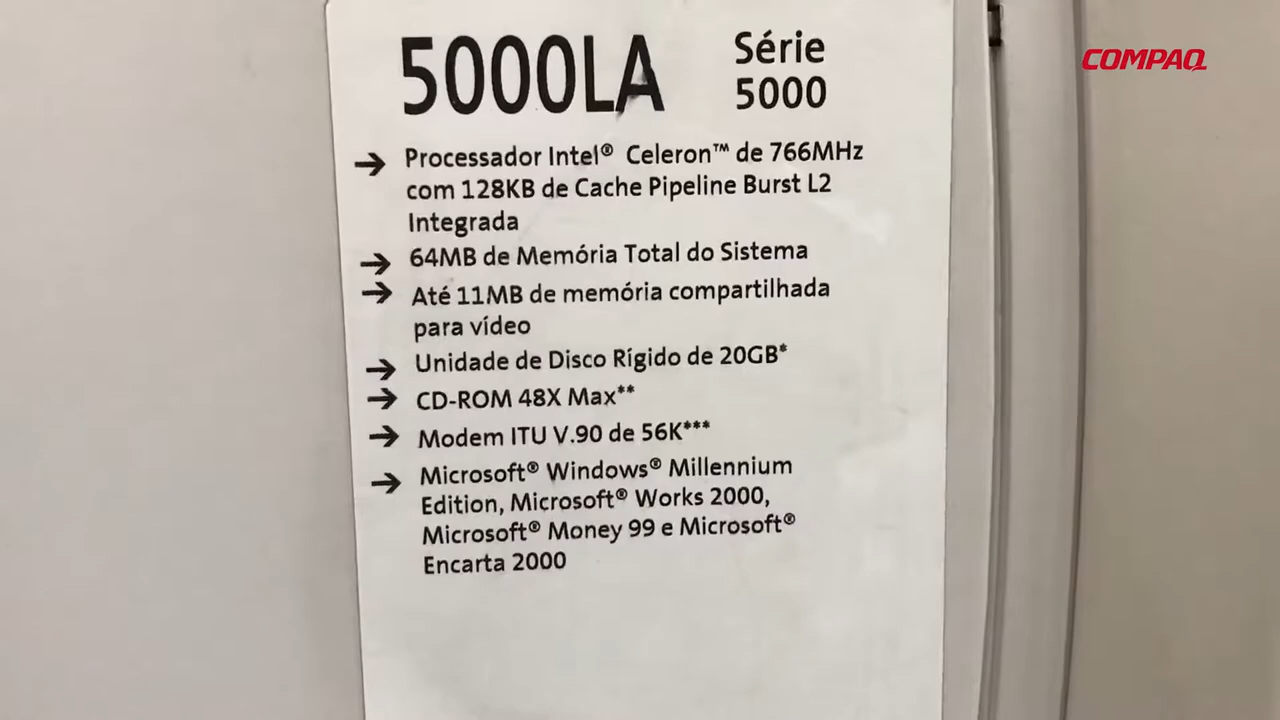 5000LA
Série
5000
COMPAQ
→ Processador Intel® Celeron™ de 766MHz
com 128KB de Cache Pipeline Burst L2
Integrada
→ 64MB de Memória Total do Sistema
→ Até 11MB de memória compartilhada
para vídeo
→ Unidade de Disco Rígido de 20GB*
→ CD-ROM 48X Max**
→ Modem ITU V.90 de 56K***
→ Microsoft® Windows® Millennium
Edition, Microsoft® Works 2000,
Microsoft® Money 99 e Microsoft®
Encarta 2000